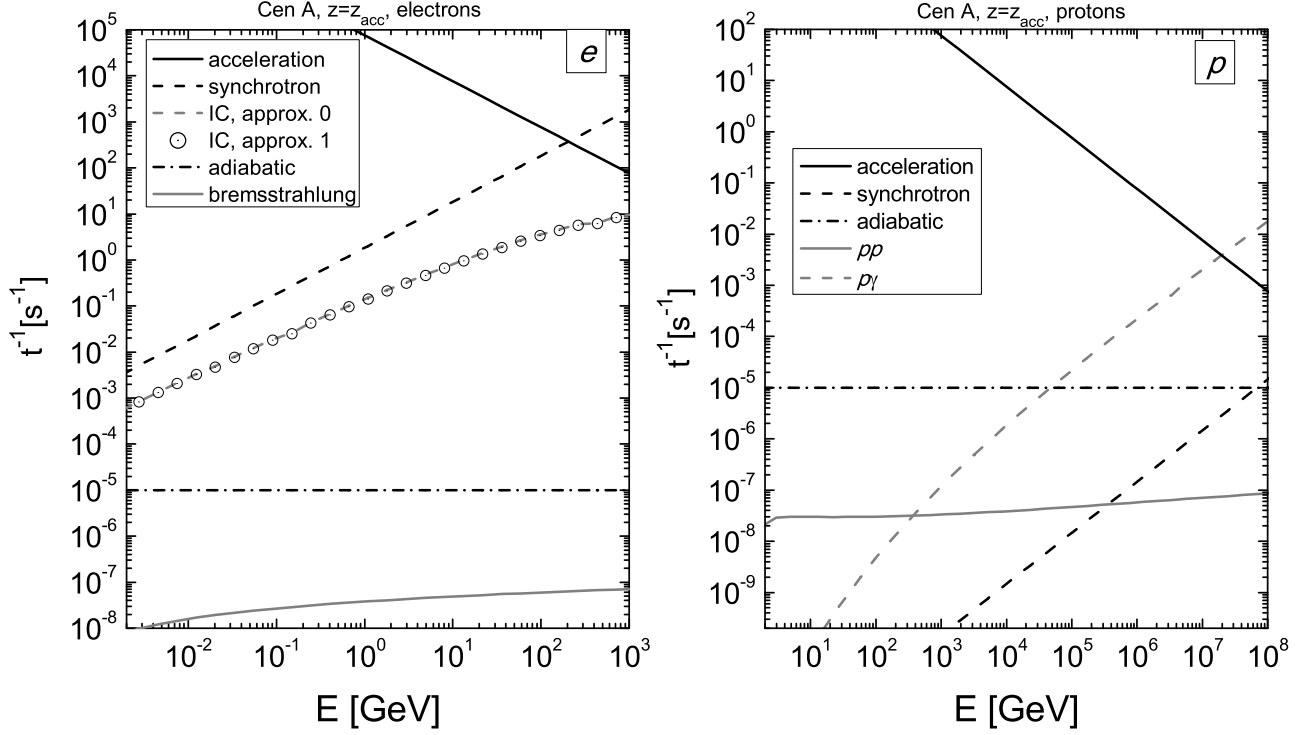 Cen A, z=z_acc, electrons
e
acceleration
synchrotron
IC, approx. 0
IC, approx. 1
adiabatic
bremsstrahlung
10^5
10^4
10^3
10^2
10^1
10^0
10^-1
10^-2
10^-3
10^-4
10^-5
10^-6
10^-7
10^-8
t^-1[s^-1]
10^-2
10^-1
10^0
10^1
10^2
10^3
E [GeV]
Cen A, z=z_acc, protons
p
acceleration
synchrotron
adiabatic
pp
pγ
10^2
10^1
10^0
10^-1
10^-2
10^-3
10^-4
10^-5
10^-6
10^-7
10^-8
10^-9
t^-1[s^-1]
10^1
10^2
10^3
10^4
10^5
10^6
10^7
10^8
E [GeV]